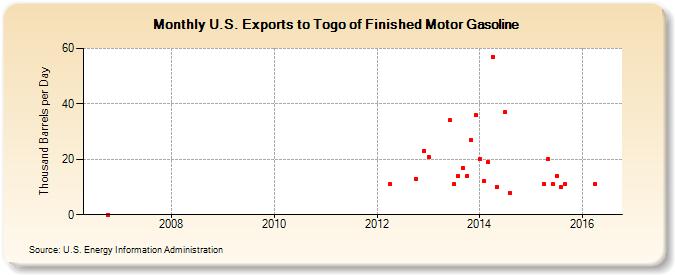 Monthly U.S. Exports to Togo of Finished Motor Gasoline
Thousand Barrels per Day
60
40
20
0
2008 2010 2012 2014 2016
Source: U.S. Energy Information Administration